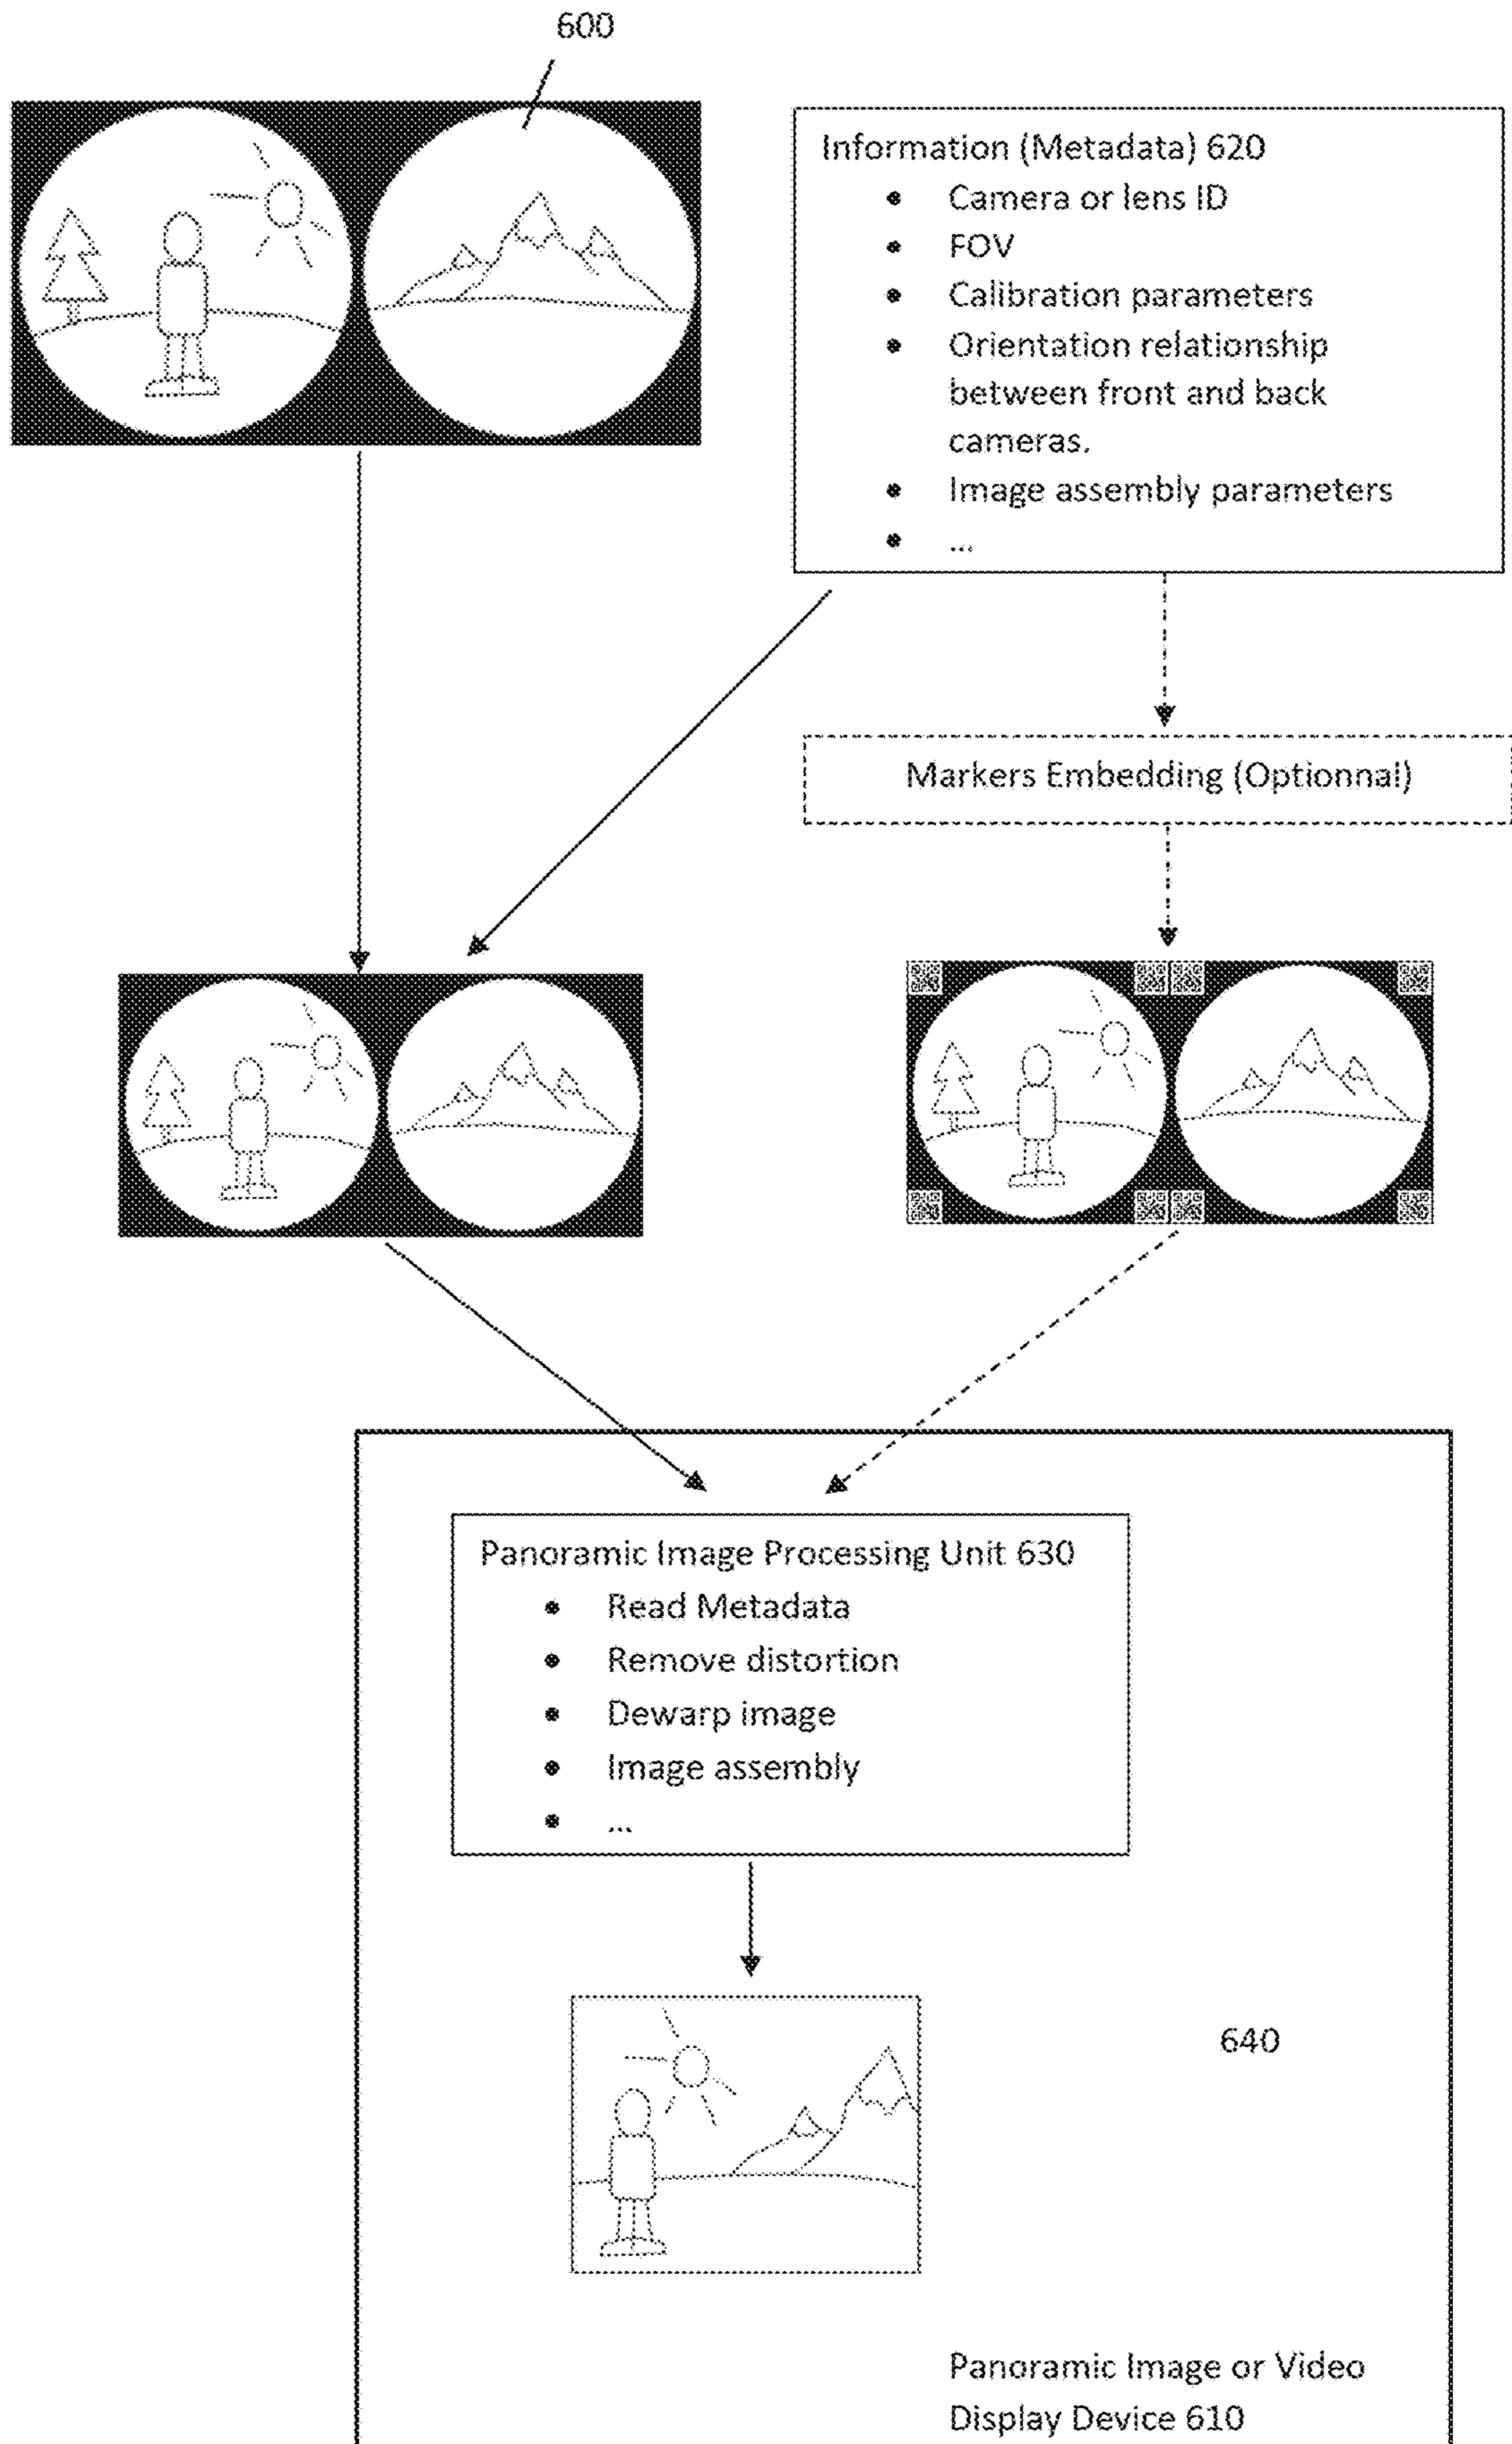 600
Information (Metadata) 620
• Camera or lens ID
• FOV
• Calibration parameters
• Orientation relationship
between front and back
cameras.
• Image assembly parameters
• ...
Markers Embedding (Optionnal)
Panoramic Image Processing Unit 630
• Read Metadata
• Remove distortion
• Dewarp image
• Image assembly
• ...
640
Panoramic Image or Video
Display Device 610